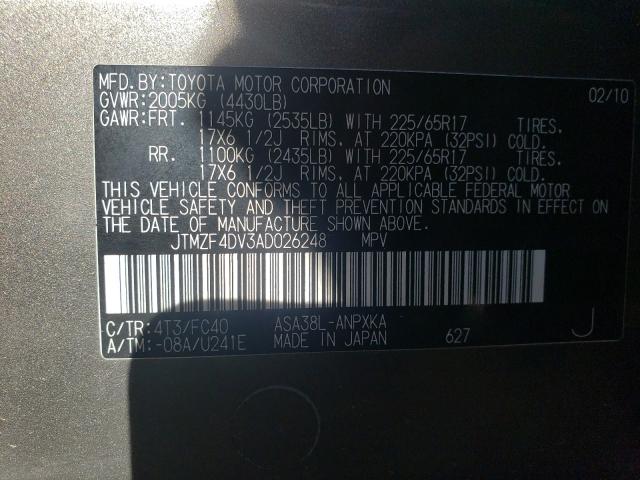 MFD.BY:TOYOTA MOTOR CORPORATION 02/10
GVWR:2005KG (4430LB)
GAWR:FRT. 1145KG (2535LB) WITH 225/65R17 TIRES.
17X6 1/2J RIMS. AT 220KPA (32PSI) COLD.
RR. 1100KG (2435LB) WITH 225/65R17 TIRES.
17X6 1/2J RIMS. AT 220KPA (32PSI) COLD.
THIS VEHICLE CONFORMS TO ALL APPLICABLE FEDERAL MOTOR
VEHICLE SAFETY AND THEFT PREVENTION STANDARDS IN EFFECT ON
THE DATE OF MANUFACTURE SHOWN ABOVE.
JTMZF4DV3AD026248 MPV
C/TR: 4T3/FC40 ASA38L-ANPXKA
A/TM:-08A/U241E MADE IN JAPAN 627 J